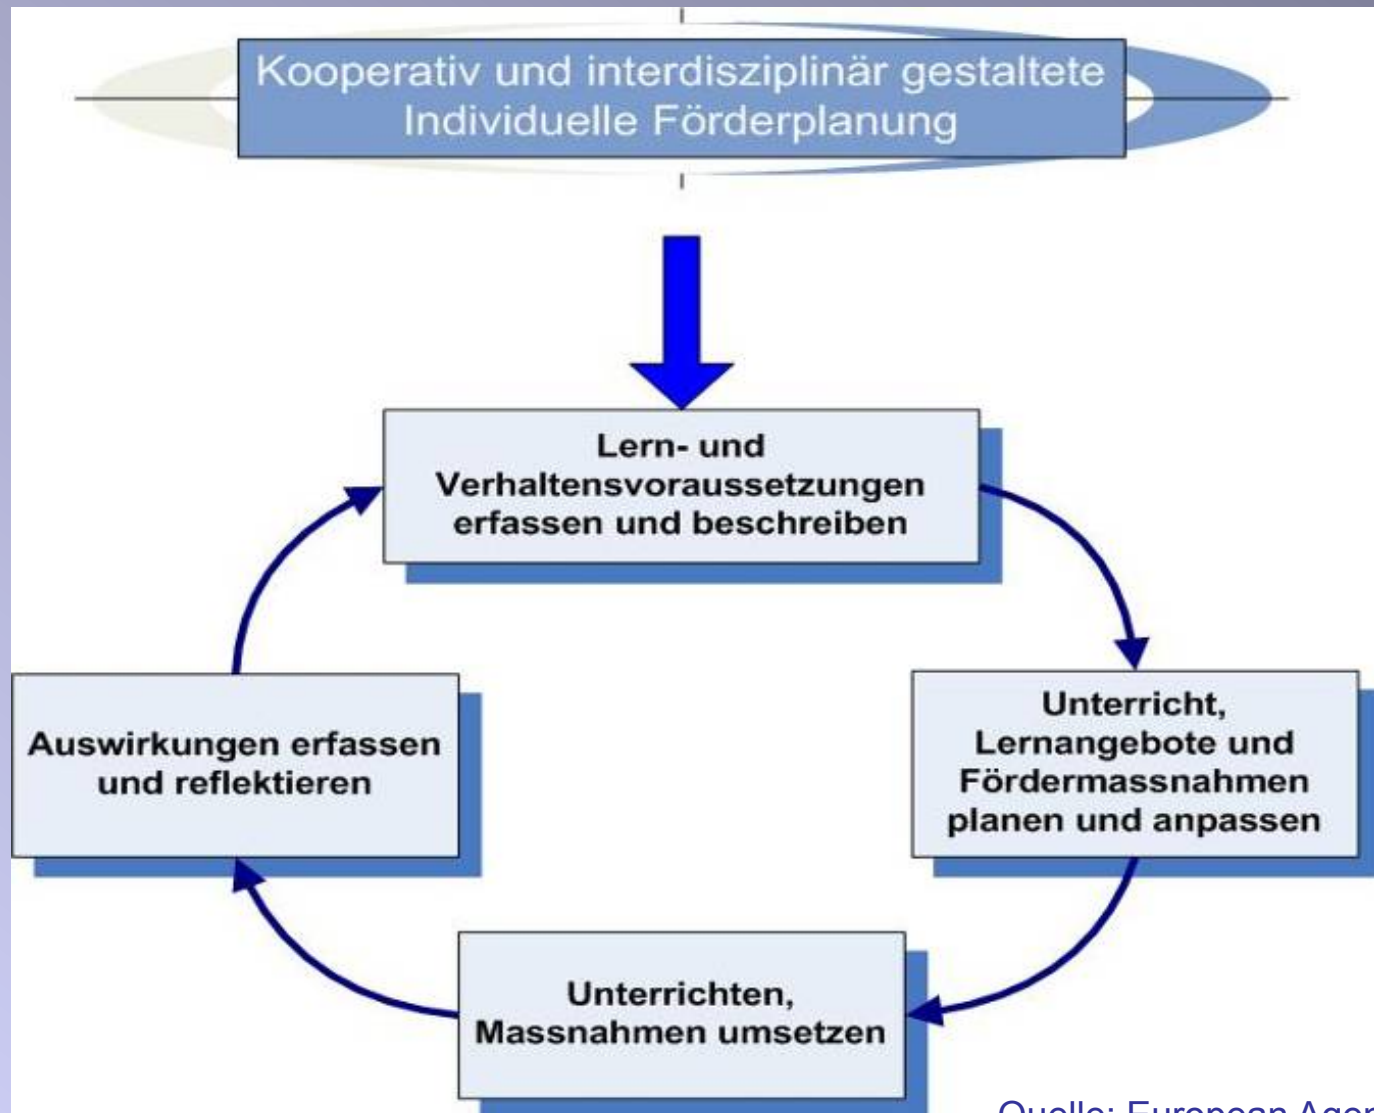 Kooperativ und interdisziplinär gestaltete
Individuelle Förderplanung
Lern- und
Verhaltensvoraussetzungen
erfassen und beschreiben
Unterricht,
Lernangebote und
Fördermassnahmen
planen und anpassen
Auswirkungen erfassen
und reflektieren
Unterrichten,
Massnahmen umsetzen
Quelle: European